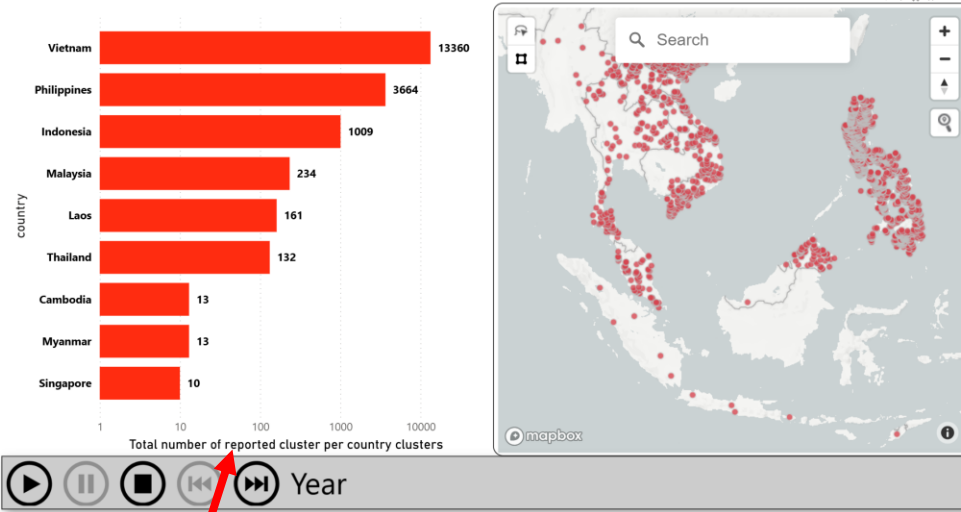 Search
Vietnam
13360
Philippines
3664
Indonesia
1009
Malaysia
234
Laos
161
Thailand
132
Cambodia
13
Myanmar
13
Singapore
10
country
1 10 100 1000 10000
Total number of reported cluster per country clusters
mapbox
Year